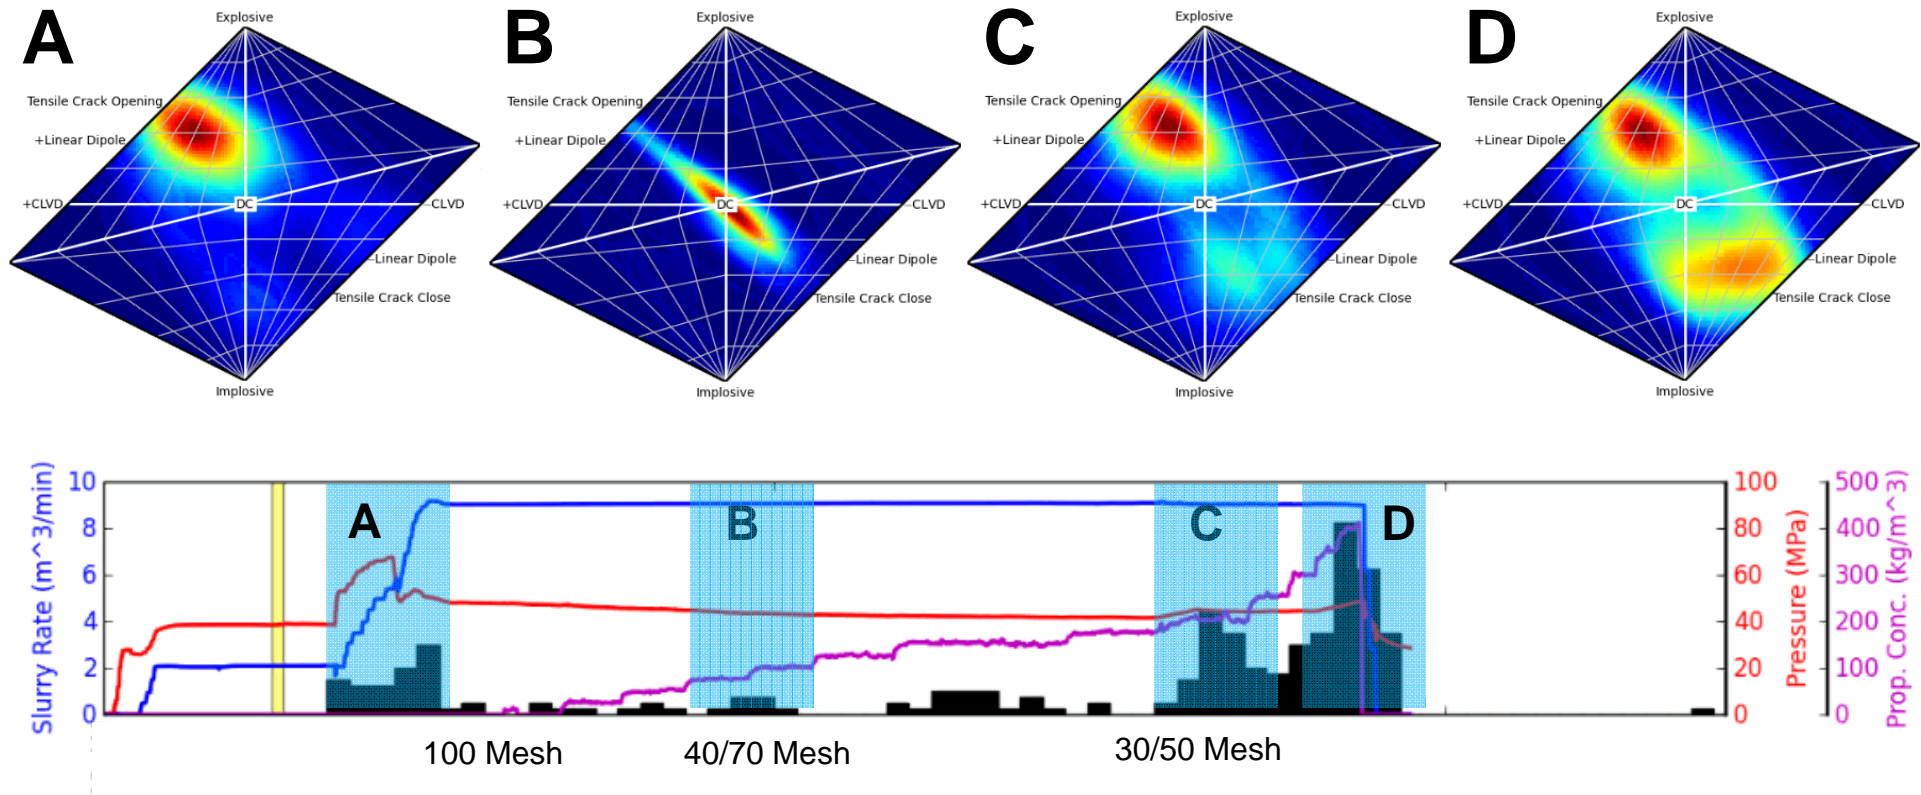 A
Explosive
Tensile Crack Opening
+Linear Dipole
+CLVD
DC
-CLVD
-Linear Dipole
Tensile Crack Close
Implosive
B
Explosive
Tensile Crack Opening
+Linear Dipole
+CLVD
DC
-CLVD
-Linear Dipole
Tensile Crack Close
Implosive
C
Explosive
Tensile Crack Opening
+Linear Dipole
+CLVD
DC
-CLVD
-Linear Dipole
Tensile Crack Close
Implosive
D
Explosive
Tensile Crack Opening
+Linear Dipole
+CLVD
DC
-CLVD
-Linear Dipole
Tensile Crack Close
Implosive
Slurry Rate (m^3/min)
10
8
6
4
2
0
A
B
C
D
100
80
60
40
20
0
Pressure (MPa)
500
400
300
200
100
0
Prop. Conc. (kg/m^3)
100 Mesh
40/70 Mesh
30/50 Mesh